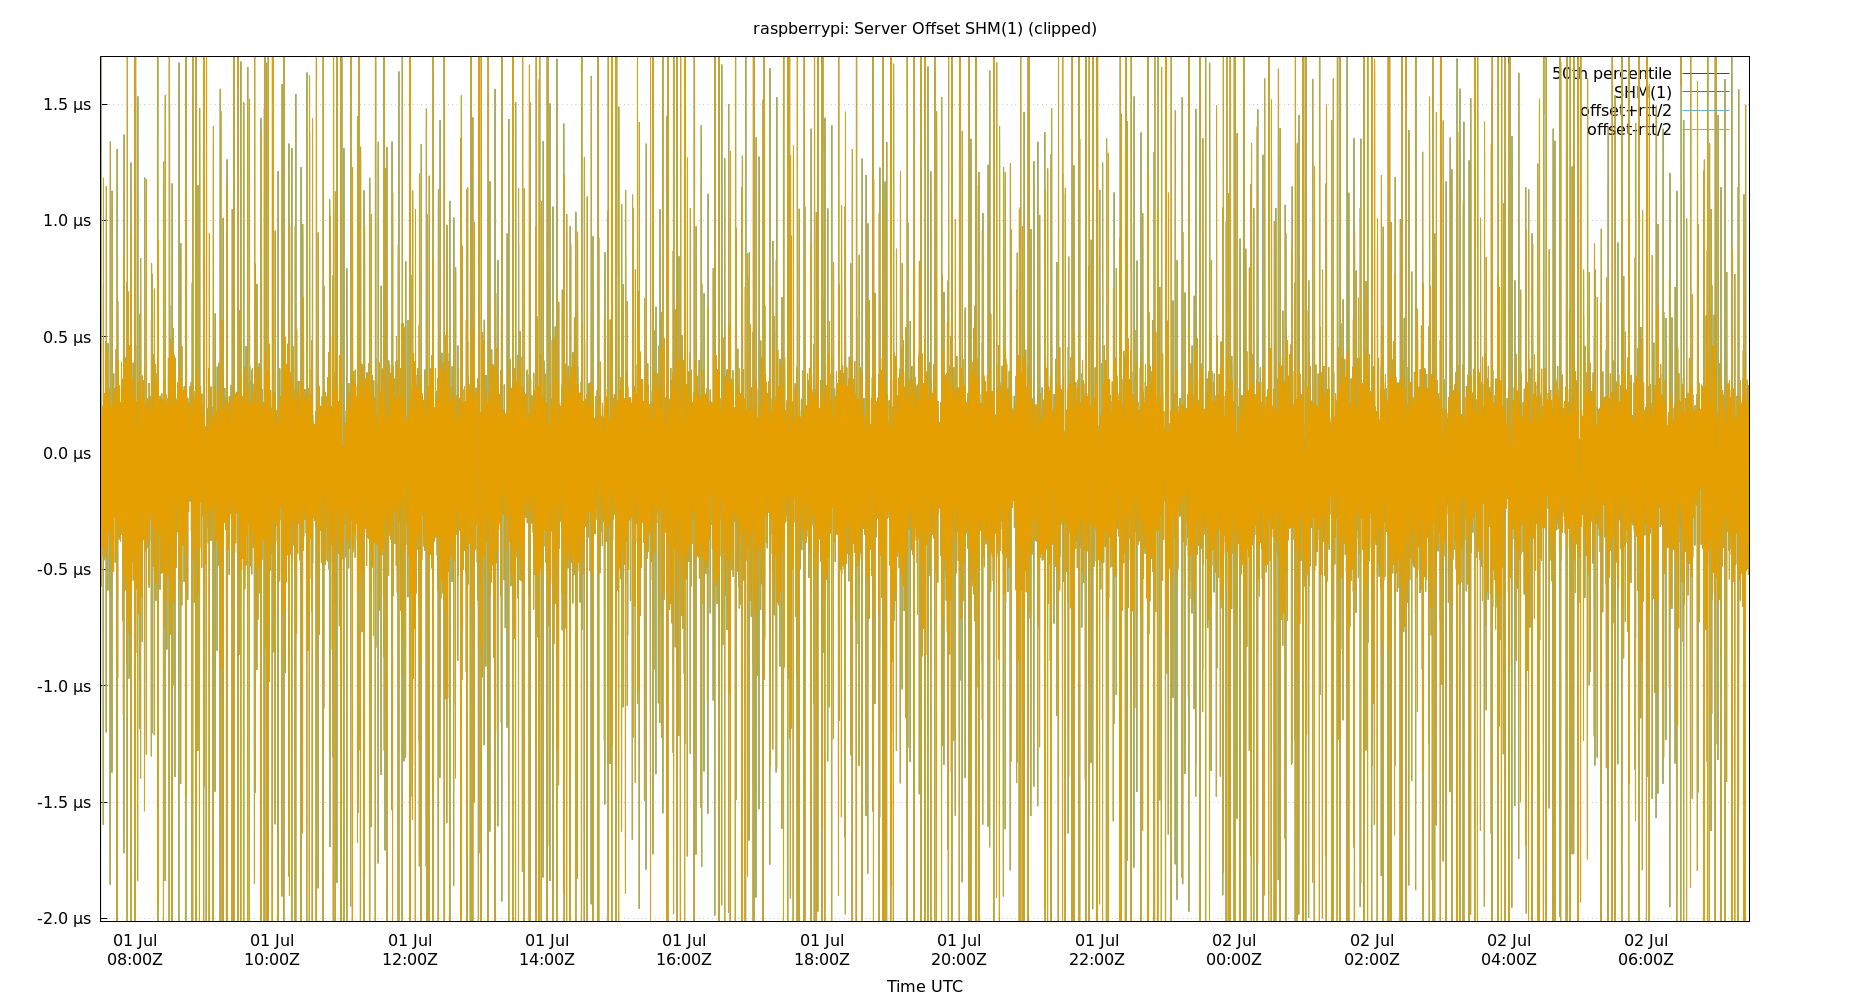 raspberrypi: Server Offset SHM(1) (clipped)
50th percentile
SHM(1)
offset+rtt/2
offset-rtt/2
1.5 µs
1.0 µs
0.5 µs
0.0 µs
-0.5 µs
-1.0 µs
-1.5 µs
-2.0 µs
01 Jul 01 Jul 01 Jul 01 Jul 01 Jul 01 Jul 01 Jul 01 Jul 02 Jul 02 Jul 02 Jul 02 Jul
08:00Z 10:00Z 12:00Z 14:00Z 16:00Z 18:00Z 20:00Z 22:00Z 00:00Z 02:00Z 04:00Z 06:00Z
Time UTC